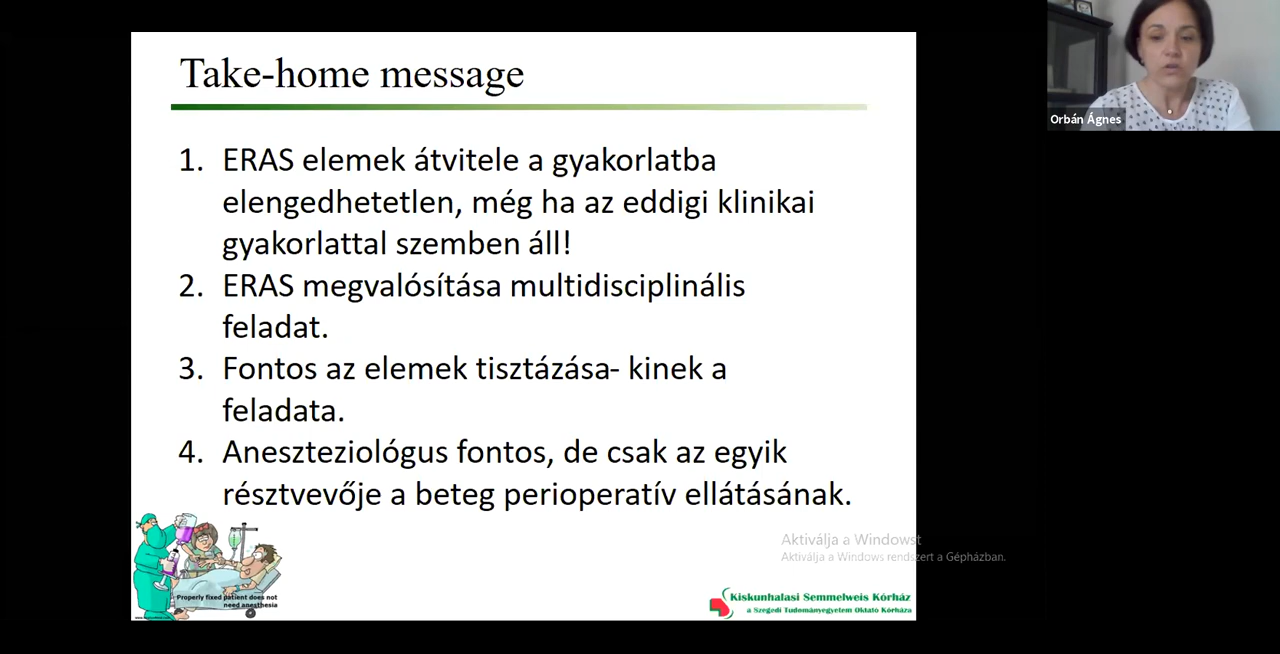 Take-home message
Orbán Ágnes
1. ERAS elemek átvitele a gyakorlatba
elengedhetetlen, még ha az eddigi klinikai
gyakorlattal szemben áll!
2. ERAS megvalósítása multidisciplinális
feladat.
3. Fontos az elemek tisztázása- kinek a
feladata.
4. Aneszteziológus fontos, de csak az egyik
résztvevője a beteg perioperatív ellátásának.
Aktiválja a Windowst
Aktiválja a Windows rendszert a Gépházban.
Properly fixed patient does not
need anesthesia
Kiskunhalasi Semmelweis Kórház
a Szegedi Tudományegyetem Oktató Kórháza